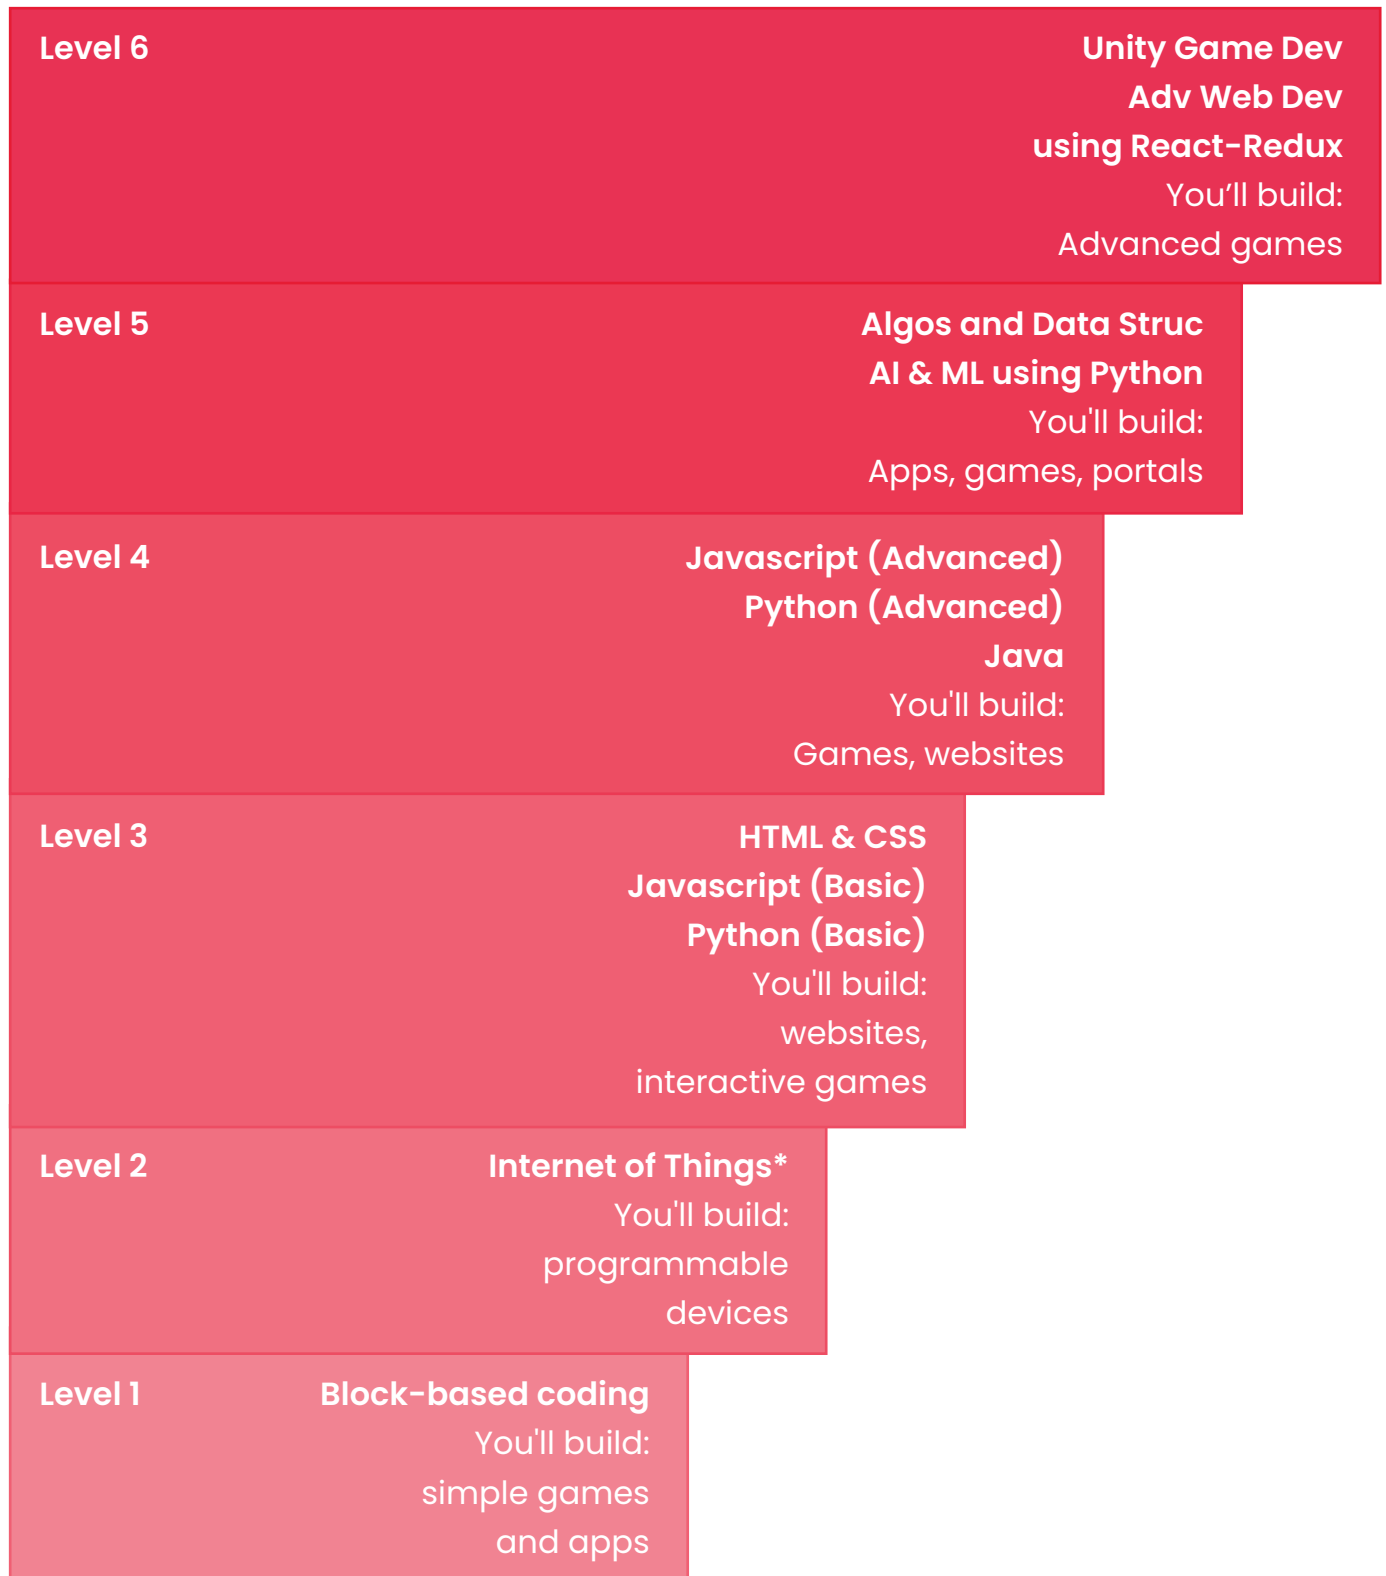 Level 6
Unity Game Dev
Adv Web Dev
using React-Redux
You’ll build:
Advanced games
Level 5
Algos and Data Struc
AI & ML using Python
You'll build:
Apps, games, portals
Level 4
Javascript (Advanced)
Python (Advanced)
Java
You'll build:
Games, websites
Level 3
HTML & CSS
Javascript (Basic)
Python (Basic)
You'll build:
websites,
interactive games
Level 2
Internet of Things*
You'll build:
programmable
devices
Level 1
Block-based coding
You'll build:
simple games
and apps